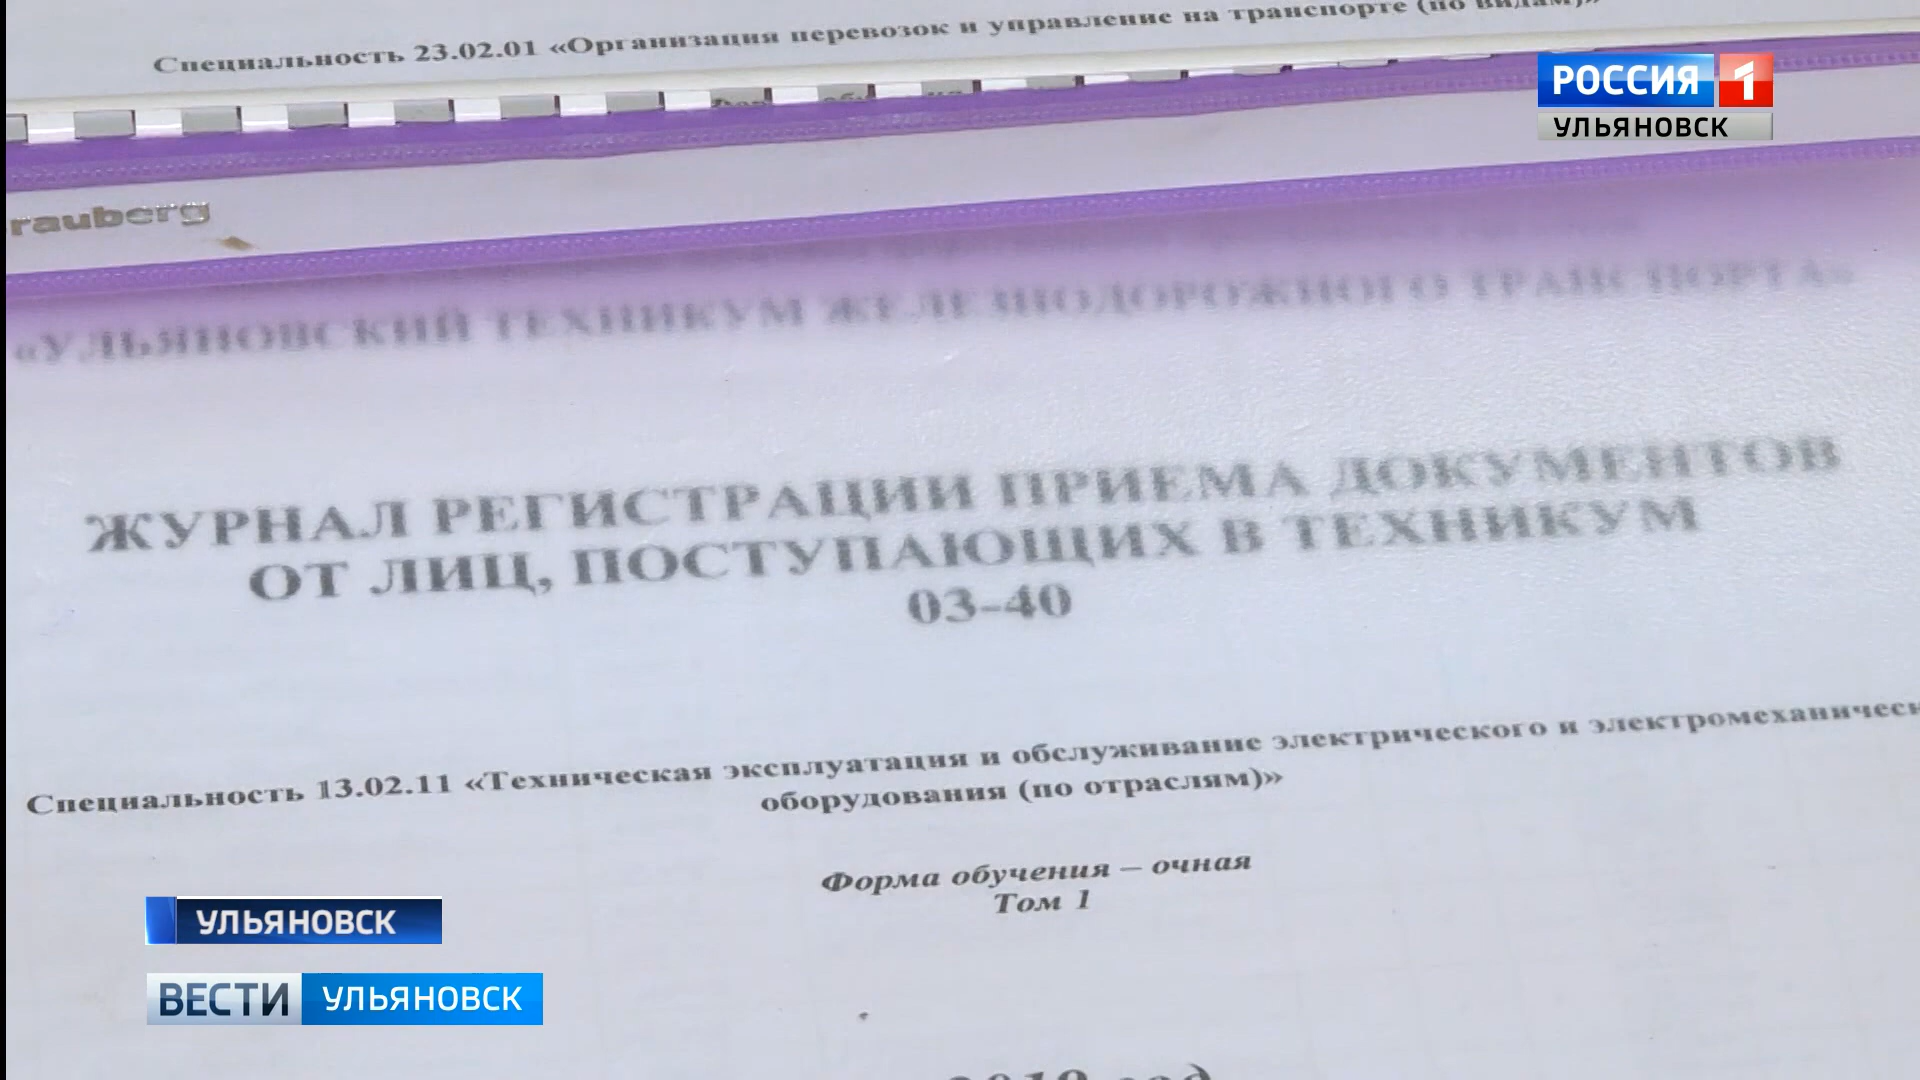 Специальность 23.02.01 «Организация перевозок и управление на транспорте (по видам)»
РОССИЯ 1
УЛЬЯНОВСК
rauberg
«УЛЬЯНОВСКИЙ ТЕХНИКУМ ЖЕЛЕЗНОДОРОЖНОГО ТРАНСПОРТА»
ЖУРНАЛ РЕГИСТРАЦИИ ПРИЕМА ДОКУМЕНТОВ
ОТ ЛИЦ, ПОСТУПАЮЩИХ В ТЕХНИКУМ
03-40
Специальность 13.02.11 «Техническая эксплуатация и обслуживание электрического и электромеханическ
оборудования (по отраслям)»
Форма обучения – очная
Том 1
УЛЬЯНОВСК
ВЕСТИ УЛЬЯНОВСК